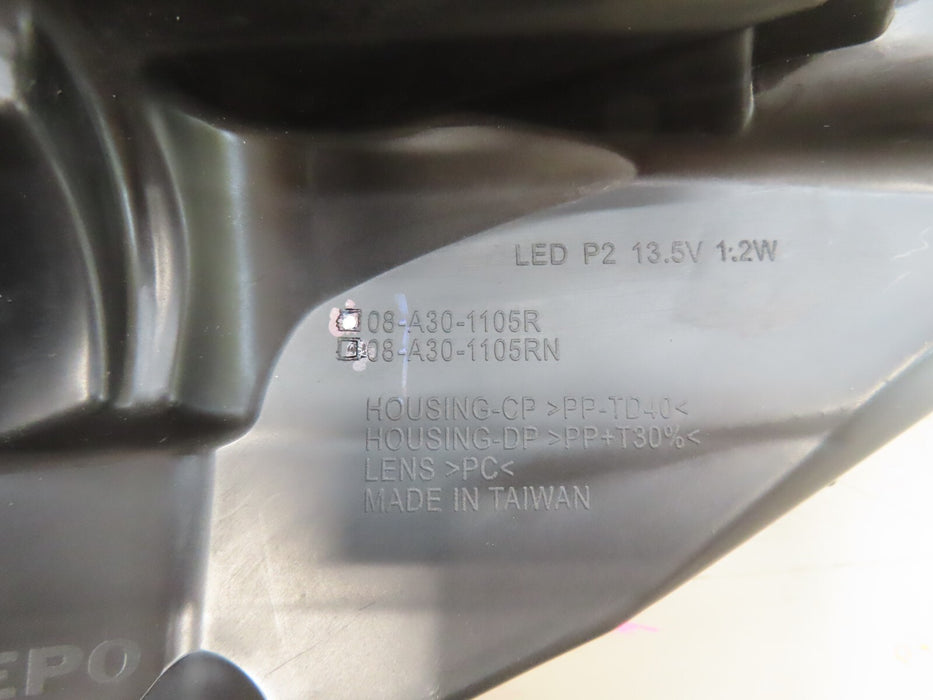 LED P2 13.5V 1.2W
08-A30-1105R
08-A30-1105RN
HOUSING-CP >PP-TD40<
HOUSING-DP >PP+T30%<
LENS >PC<
MADE IN TAIWAN
EPO